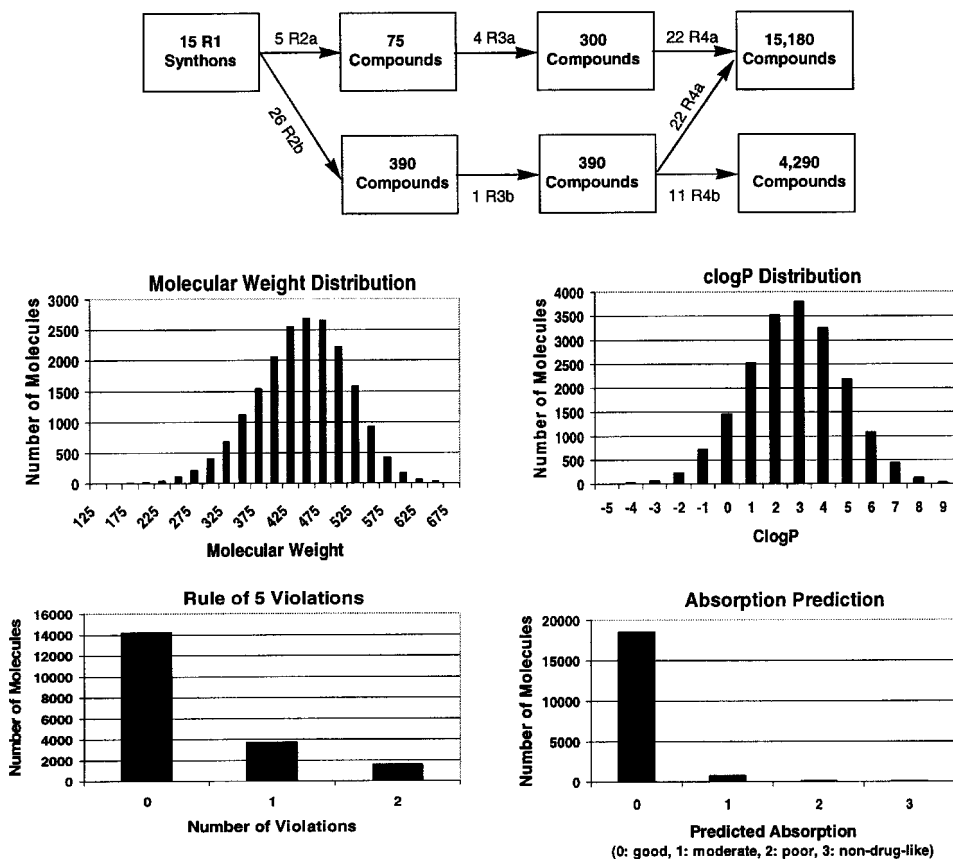 15 R1
Synthons
5 R2a
75
Compounds
4 R3a
300
Compounds
22 R4a
15,180
Compounds
26 R2b
22 R4a
390
Compounds
1 R3b
390
Compounds
11 R4b
4,290
Compounds
Molecular Weight Distribution
Number of Molecules
3000
2500
2000
1500
1000
500
0
125
175
225
275
325
375
425
475
525
575
625
675
Molecular Weight
clogP Distribution
Number of Molecules
4000
3500
3000
2500
2000
1500
1000
500
0
-5 -4 -3 -2 -1 0 1 2 3 4 5 6 7 8 9
ClogP
Rule of 5 Violations
Number of Molecules
16000
14000
12000
10000
8000
6000
4000
2000
0
0 1 2
Number of Violations
Absorption Prediction
Number of Molecules
20000
15000
10000
5000
0
0 1 2 3
Predicted Absorption
(0: good, 1: moderate, 2: poor, 3: non-drug-like)